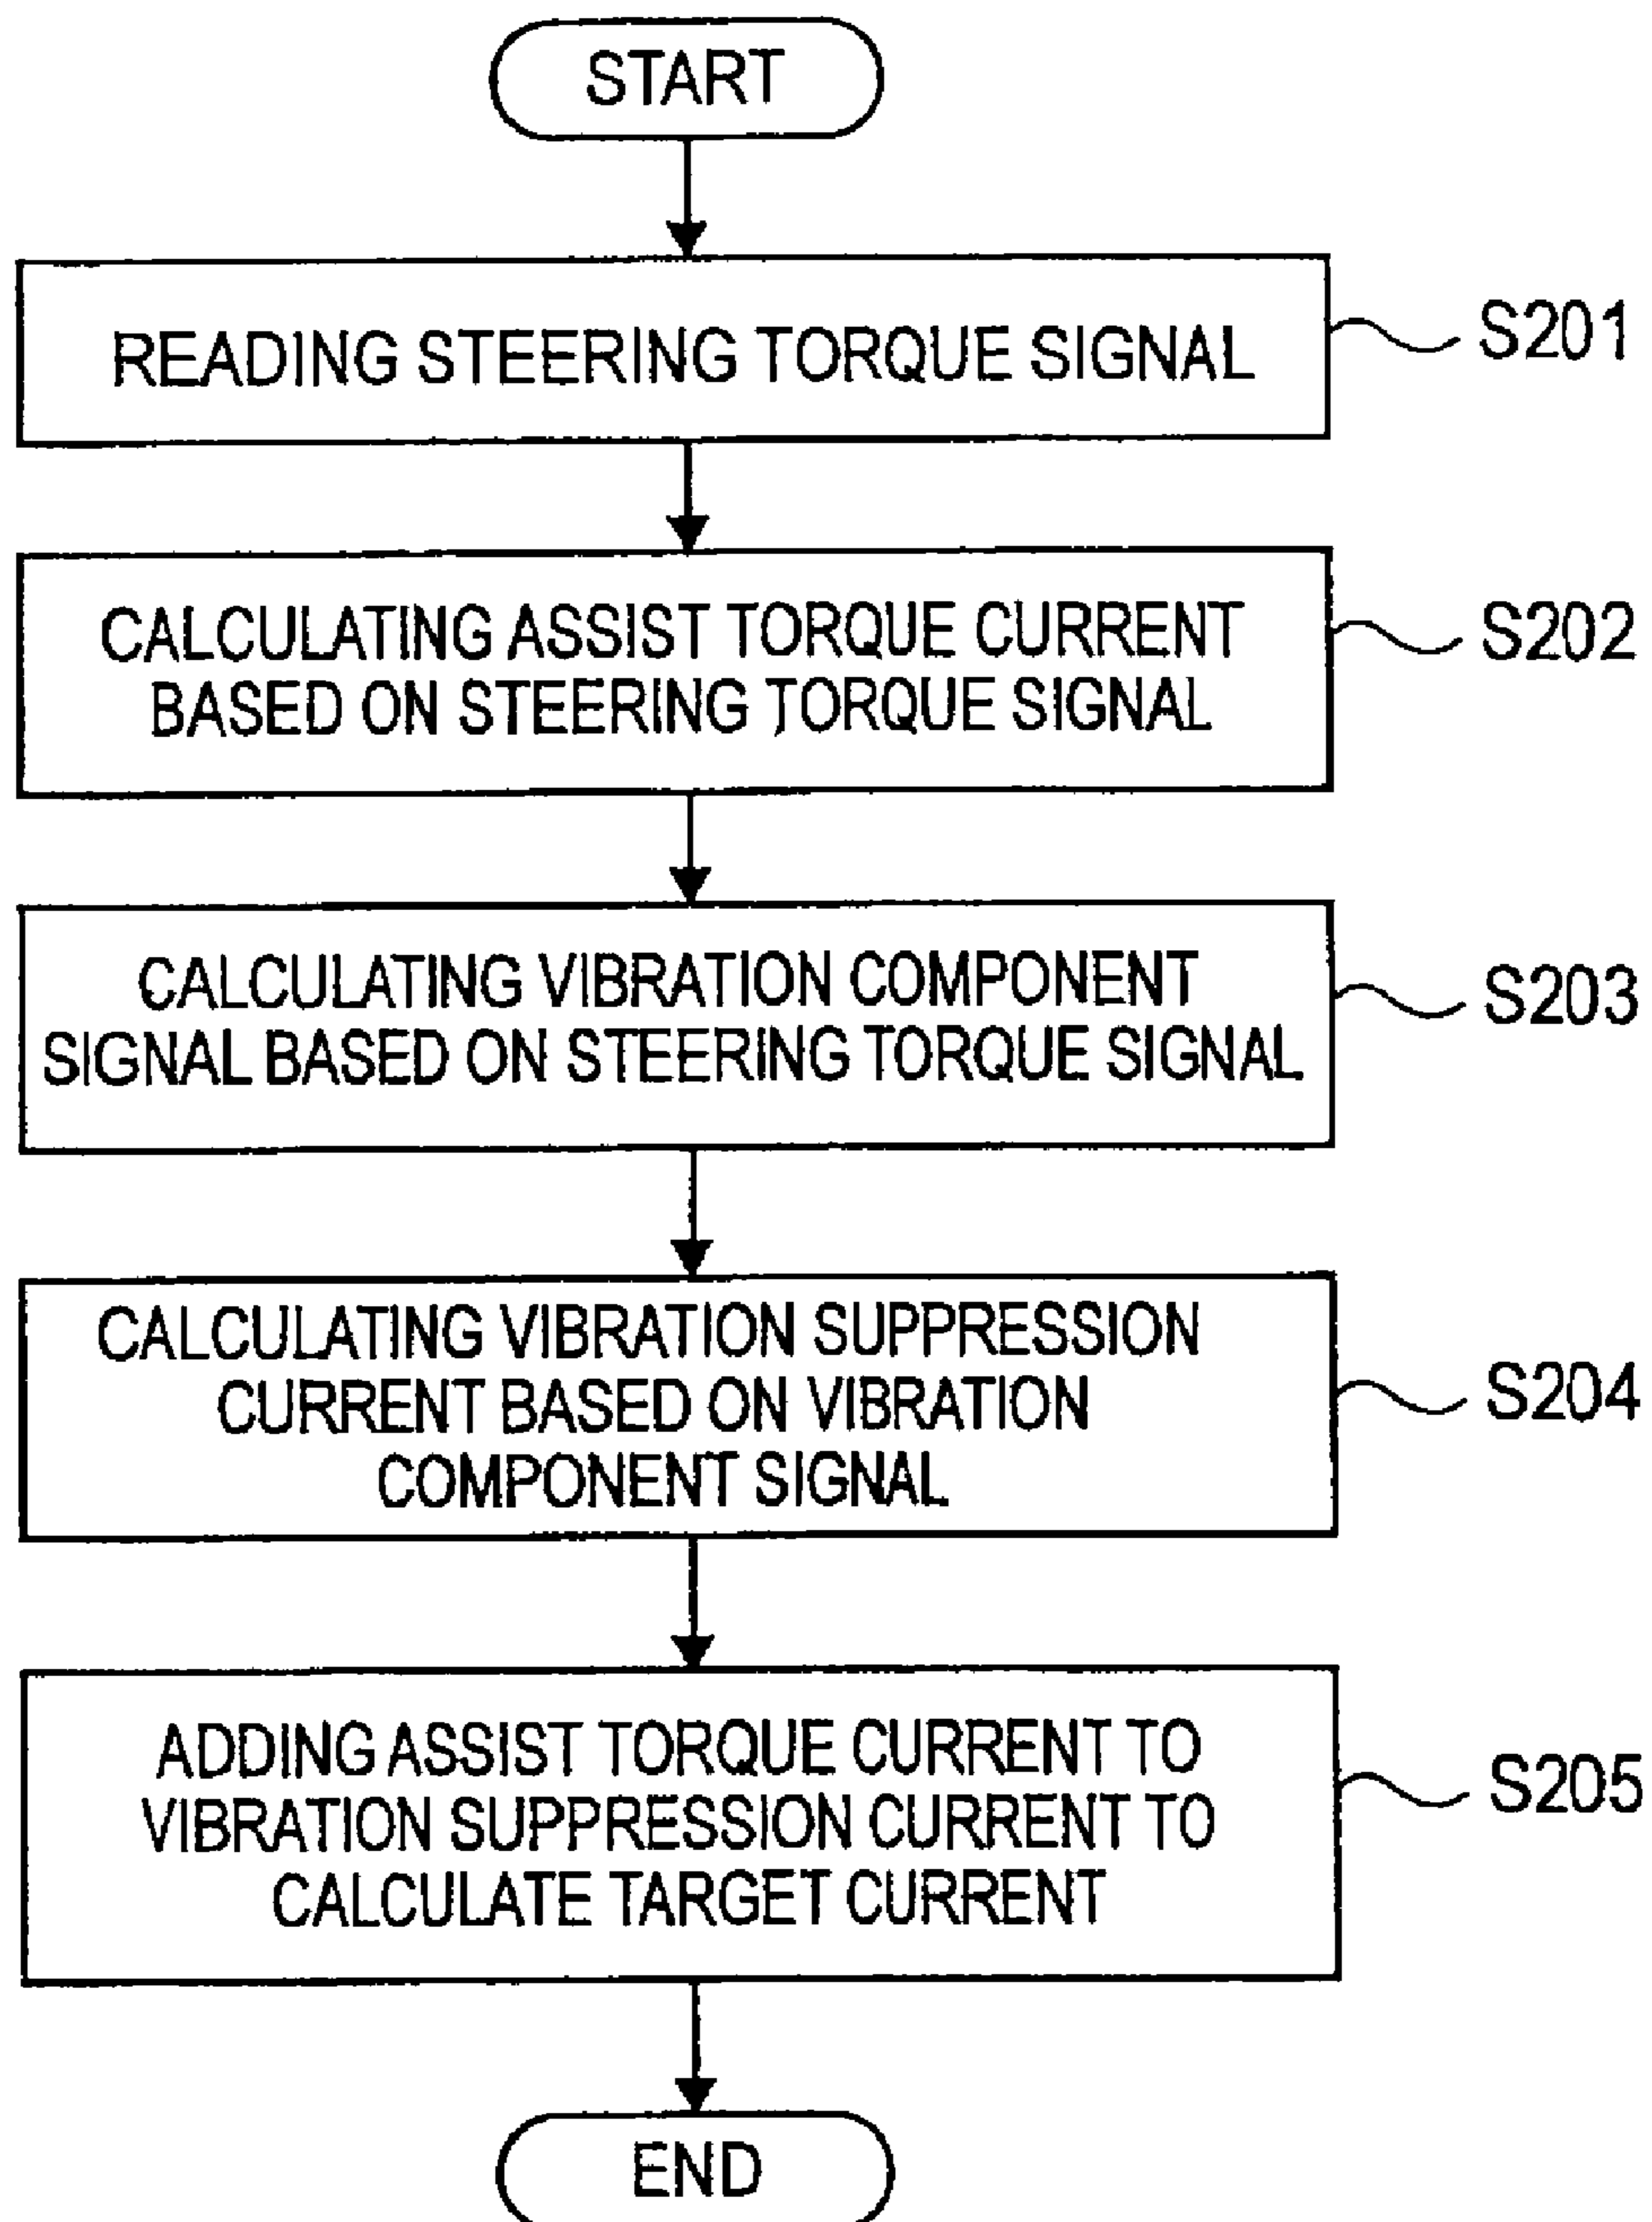 START
READING STEERING TORQUE SIGNAL
S201
CALCULATING ASSIST TORQUE CURRENT
BASED ON STEERING TORQUE SIGNAL
S202
CALCULATING VIBRATION COMPONENT
SIGNAL BASED ON STEERING TORQUE SIGNAL
S203
CALCULATING VIBRATION SUPPRESSION
CURRENT BASED ON VIBRATION
COMPONENT SIGNAL
S204
ADDING ASSIST TORQUE CURRENT TO
VIBRATION SUPPRESSION CURRENT TO
CALCULATE TARGET CURRENT
S205
END